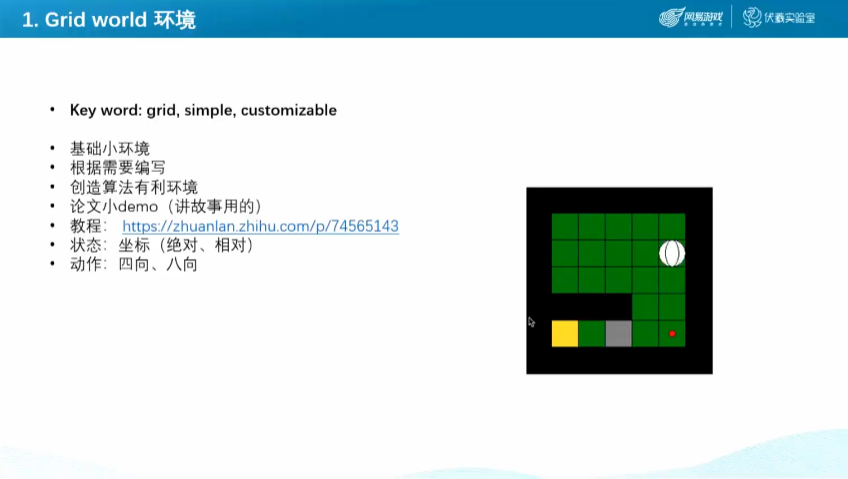 1. Grid world 环境
网易游戏
伏羲实验室
• Key word: grid, simple, customizable
• 基础小环境
• 根据需要编写
• 创造算法有利环境
• 论文小demo（讲故事用的）
• 教程： https://zhuanlan.zhihu.com/p/74565143
• 状态：坐标（绝对、相对）
• 动作：四向、八向